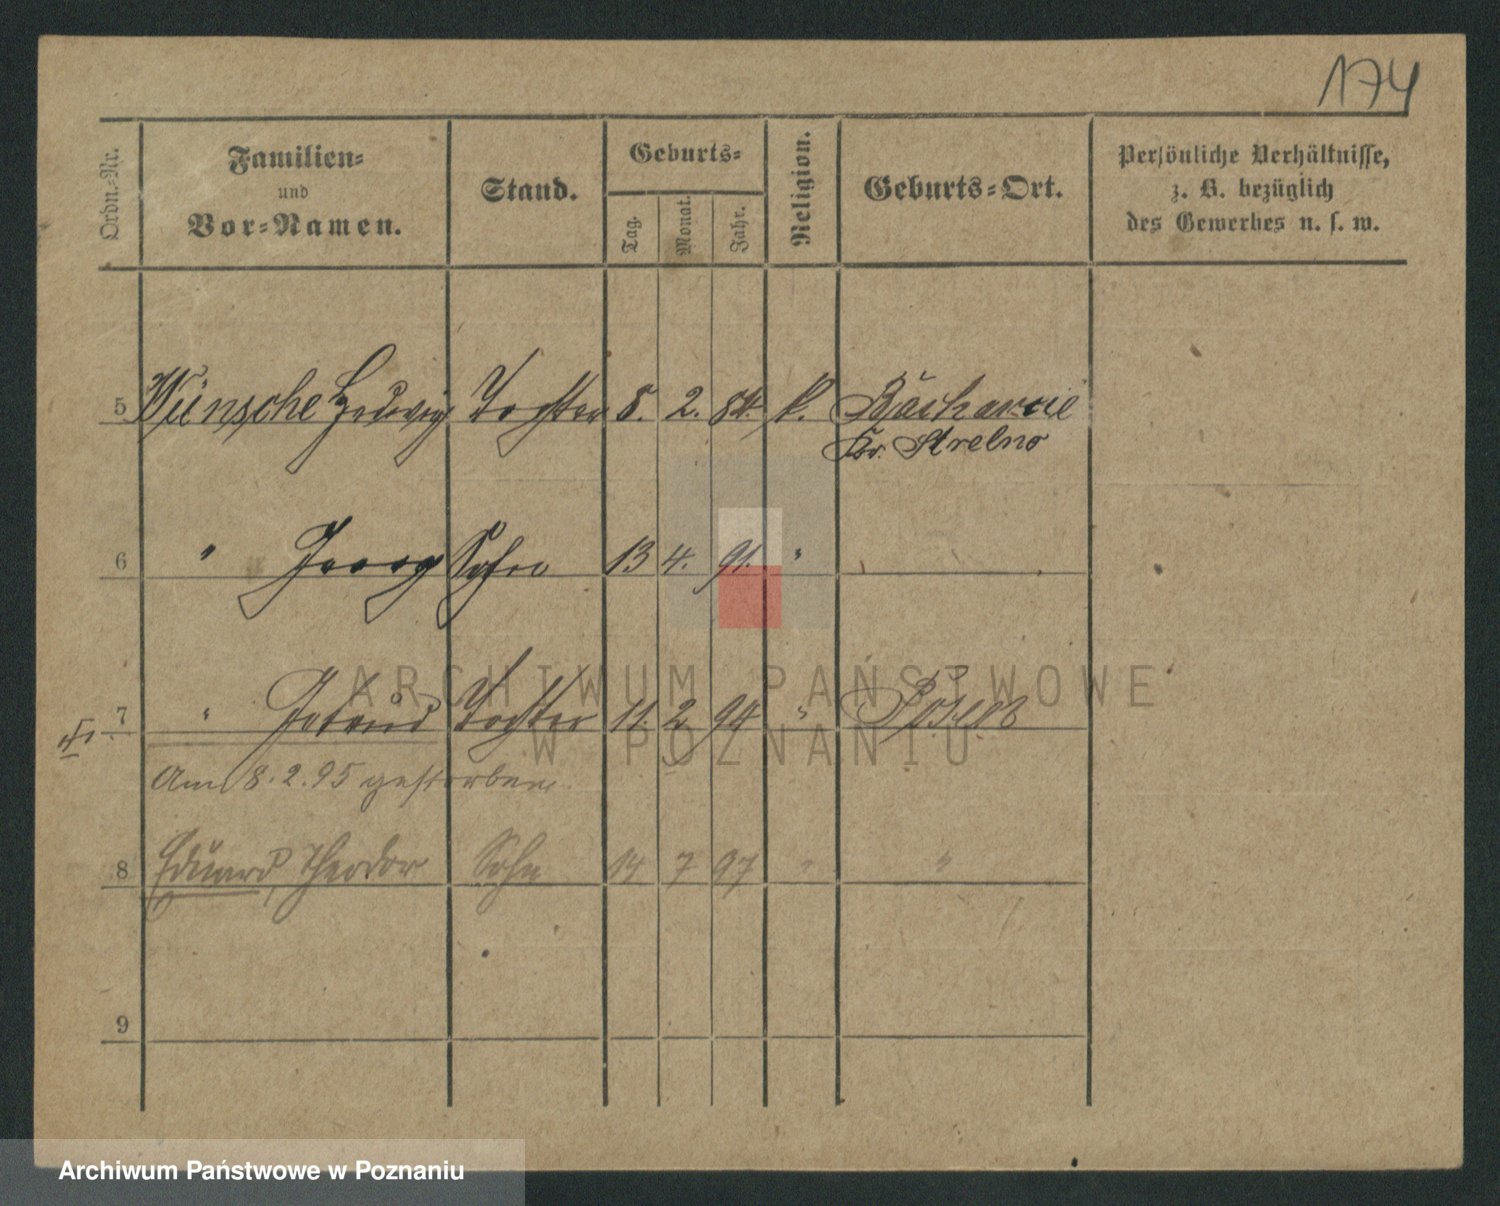 174
Ordn.-Nr.
Familien-
und
Vor-Namen.
Stand.
Geburts-
Tag.
Monat.
Jahr.
Religion.
Geburts-Ort.
Persönliche Verhältnisse,
z. B. bezüglich
des Gewerbes u. s. w.
5 Wünsche Hedwig Tochter 8. 2. 84. k.
Kr. Strelno
6 " Georg Sohn 13 4. 91. "
7 " Tochter 11. 2 94 " Posen
Am 8.2.95 gestorben.
8 Eduard, Theodor Sohn 14 7 97 " "
9
ARCHIWUM PAŃSTWOWE
W POZNANIU
Archiwum Państwowe w Poznaniu